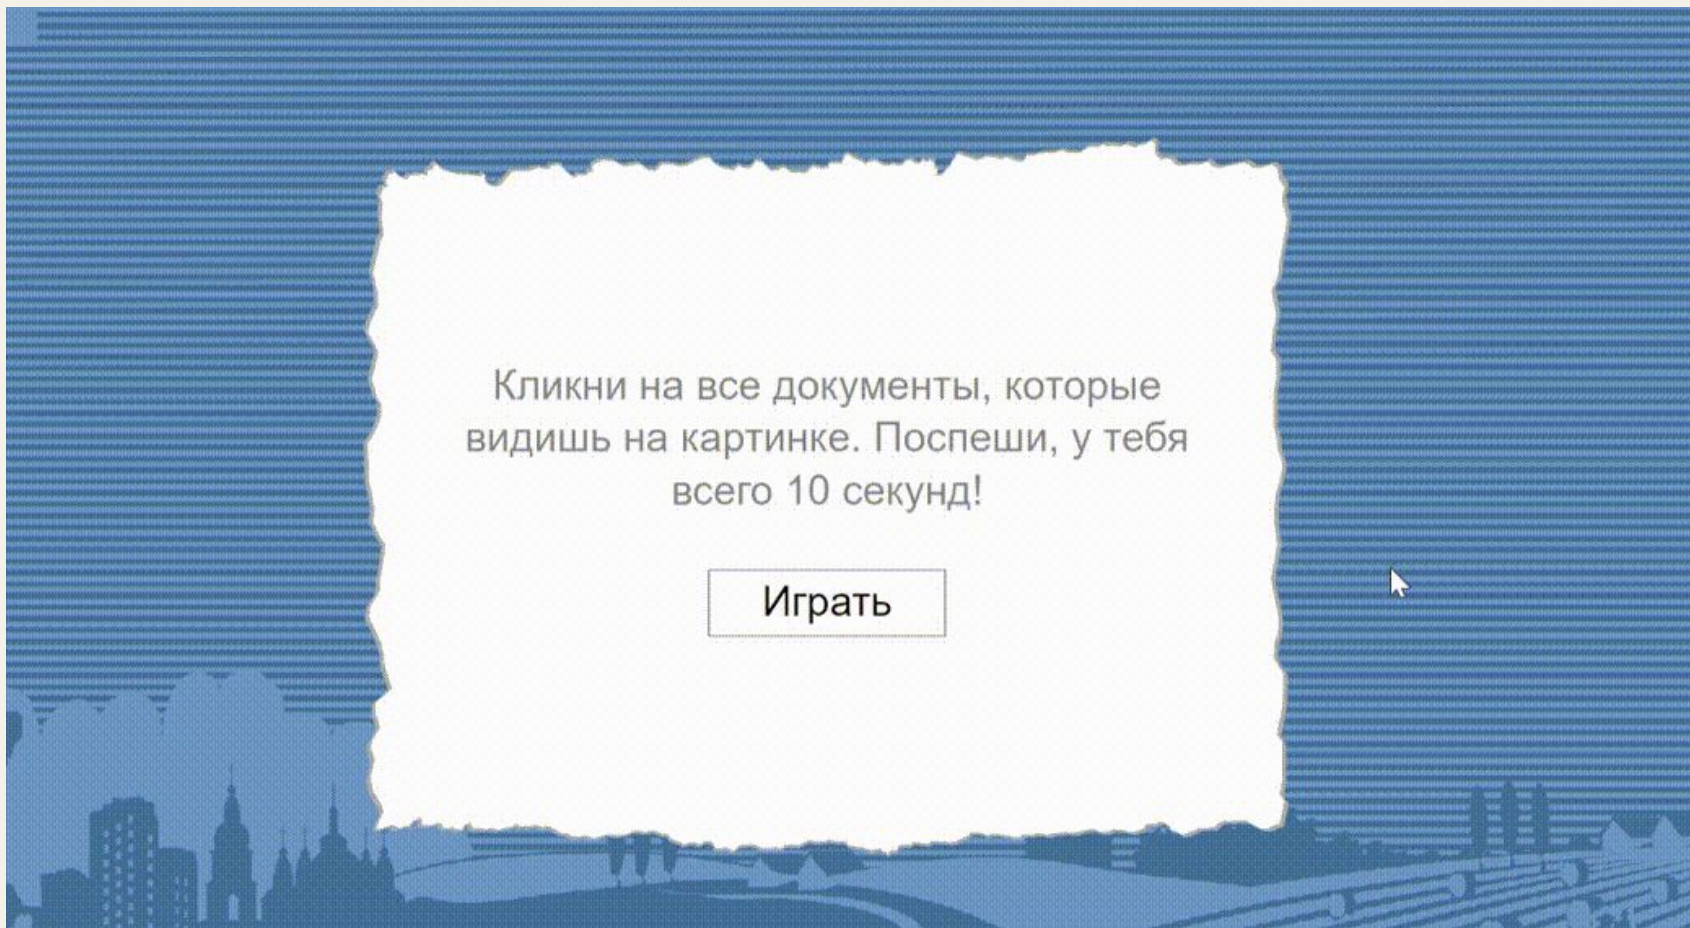 Кликни на все документы, которые
видишь на картинке. Поспеши, у тебя
всего 10 секунд!
Играть